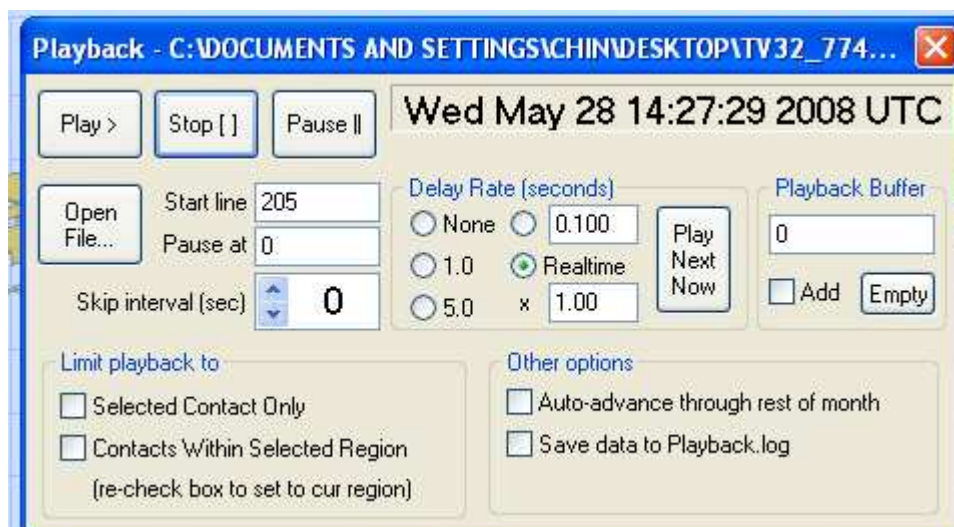 Playback - C:\DOCUMENTS AND SETTINGS\CHIN\DESKTOP\TV32_774...
Play >
Stop [ ]
Pause ||
Wed May 28 14:27:29 2008 UTC
Open File...
Start line 205
Pause at 0
Skip interval (sec) 0
Delay Rate (seconds)
None
0.100
1.0
Realtime
5.0
x 1.00
Play Next Now
Playback Buffer
0
Add
Empty
Limit playback to
Selected Contact Only
Contacts Within Selected Region
(re-check box to set to cur region)
Other options
Auto-advance through rest of month
Save data to Playback.log